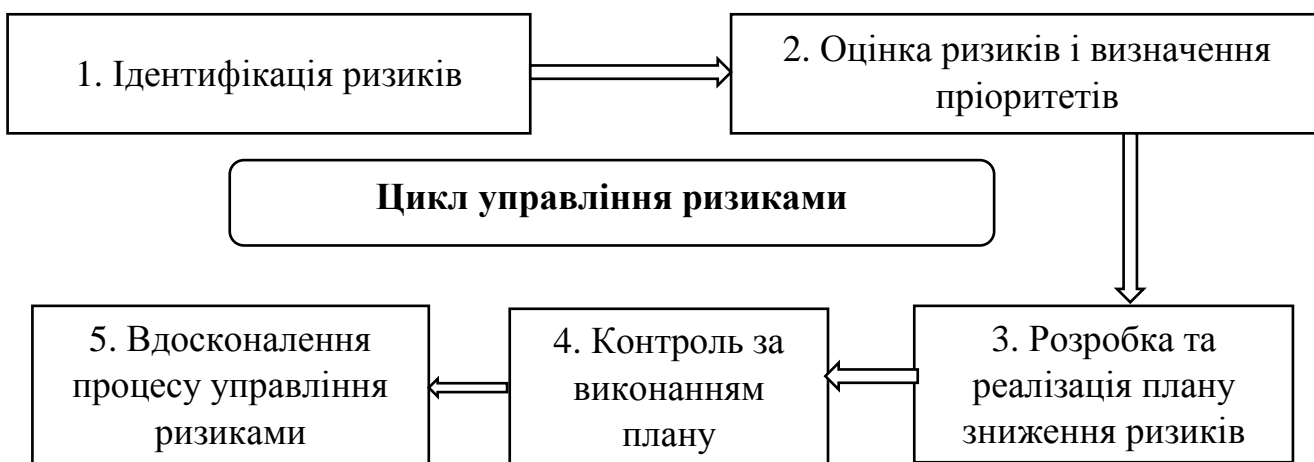 1. Ідентифікація ризиків
2. Оцінка ризиків і визначення
пріоритетів
Цикл управління ризиками
3. Розробка та
реалізація плану
зниження ризиків
4. Контроль за
виконанням
плану
5. Вдосконалення
процесу управління
ризиками